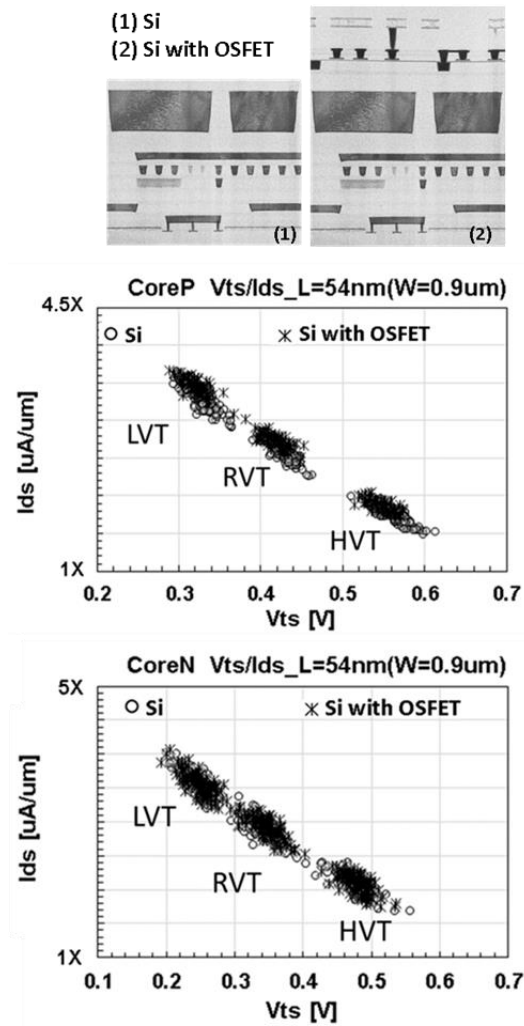 (1) Si
(2) Si with OSFET
(1)
(2)
CoreP Vts/Ids_L=54nm(W=0.9um)
4.5X
Si
Si with OSFET
LVT
RVT
HVT
Ids [uA/um]
1X
0.2 0.3 0.4 0.5 0.6 0.7
Vts [V]
CoreN Vts/Ids_L=54nm(W=0.9um)
5X
Si
Si with OSFET
LVT
RVT
HVT
Ids [uA/um]
1X
0.1 0.2 0.3 0.4 0.5 0.6 0.7
Vts [V]